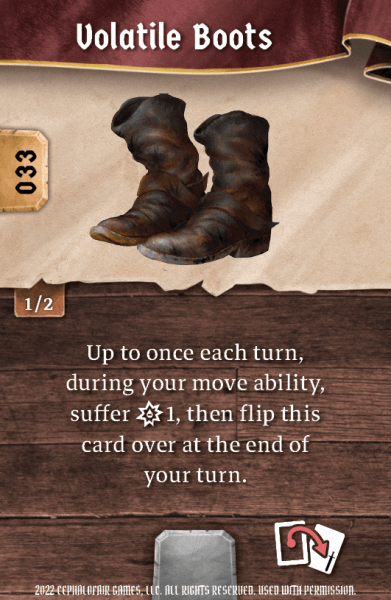 Volatile Boots
033
1/2
Up to once each turn,
during your move ability,
suffer 1, then flip this
card over at the end of
your turn.
2022 CEPHALOFAIR GAMES, LLC. ALL RIGHTS RESERVED. USED WITH PERMISSION.